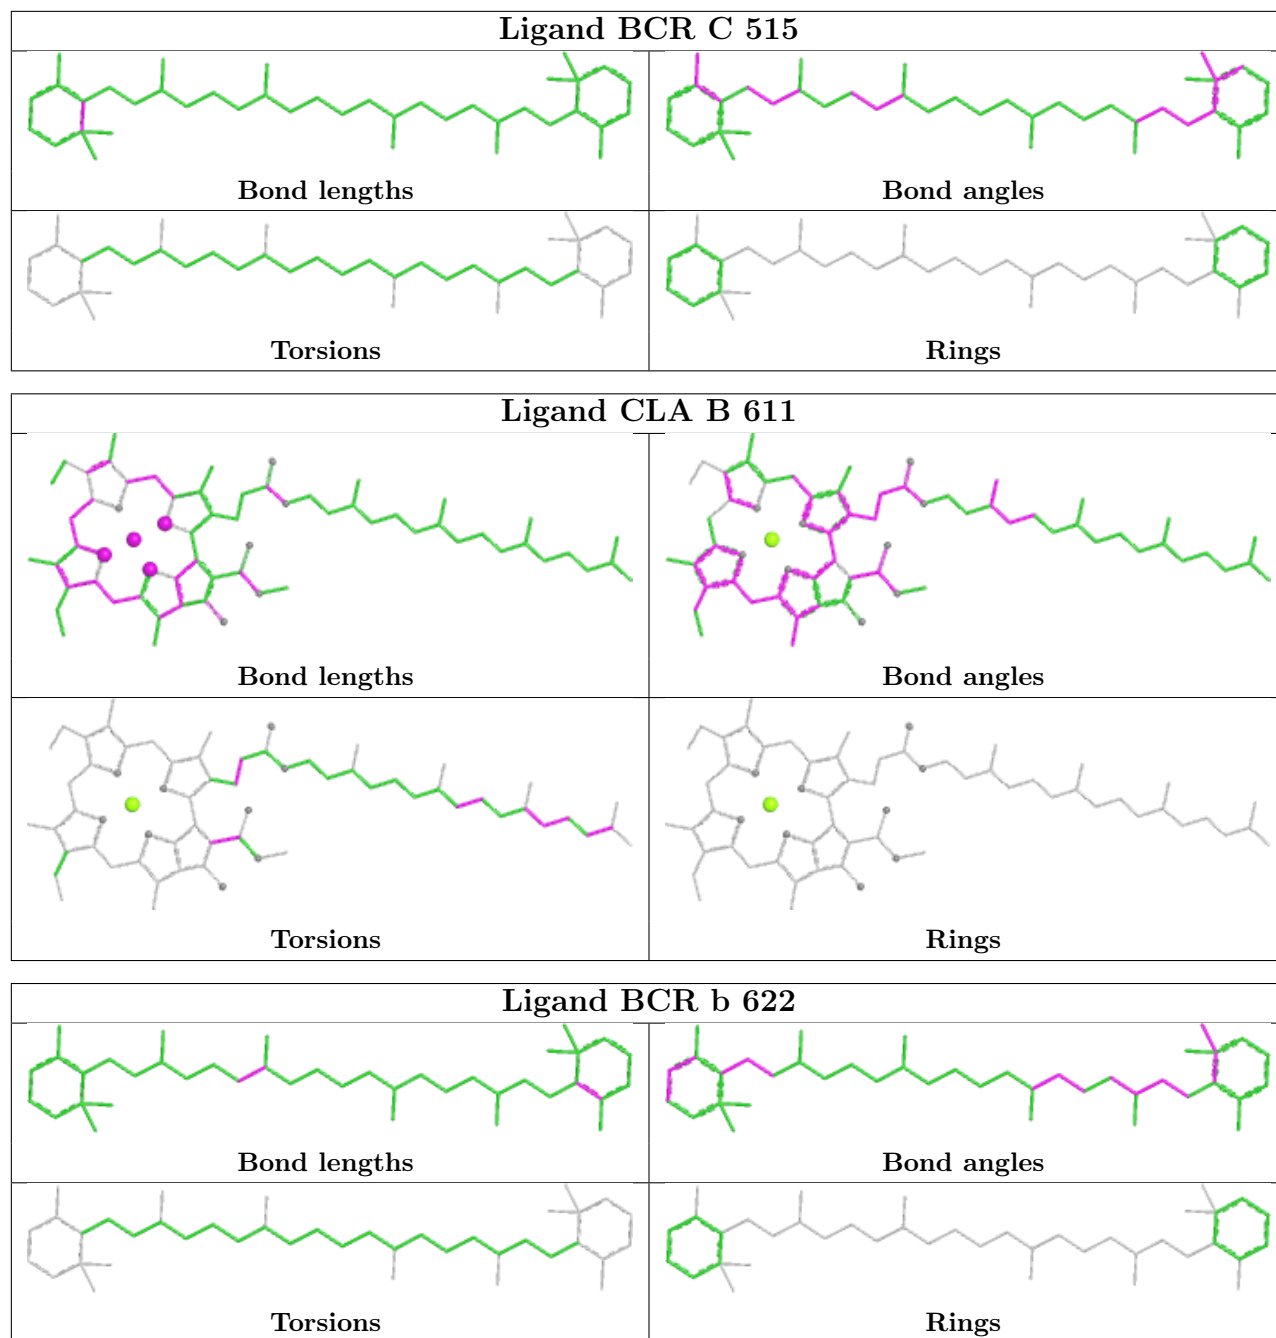 Ligand BCR C 515
Bond lengths Bond angles
Torsions Rings
Ligand CLA B 611
Bond lengths Bond angles
Torsions Rings
Ligand BCR b 622
Bond lengths Bond angles
Torsions Rings